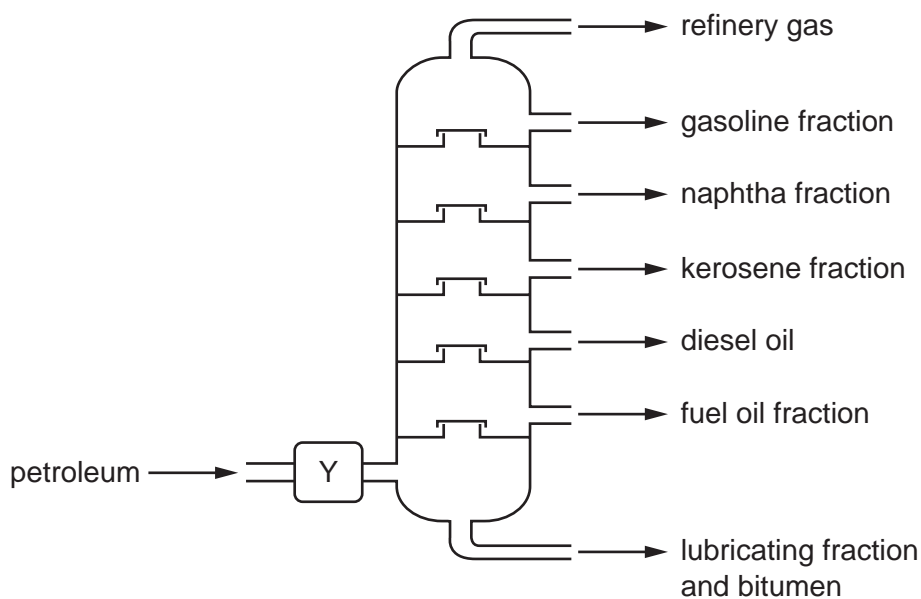 refinery gas
gasoline fraction
naphtha fraction
kerosene fraction
diesel oil
fuel oil fraction
petroleum
Y
lubricating fraction
and bitumen